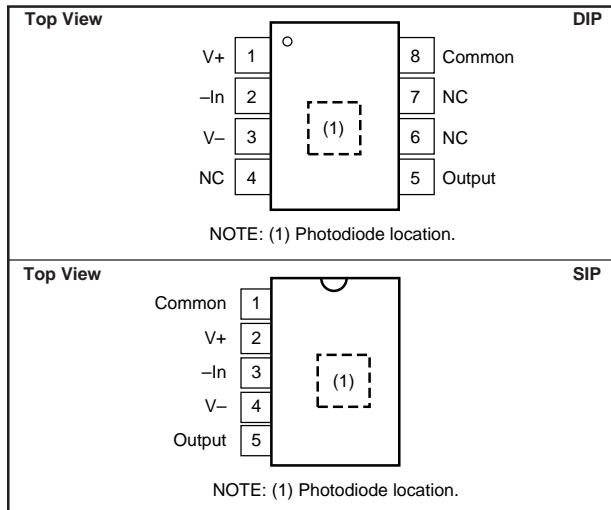 Top View DIP
V+ 1 8 Common
–In 2 7 NC
(1)
V– 3 6 NC
NC 4 5 Output
NOTE: (1) Photodiode location.
Top View SIP
Common 1
V+ 2
–In 3
(1)
V– 4
Output 5
NOTE: (1) Photodiode location.